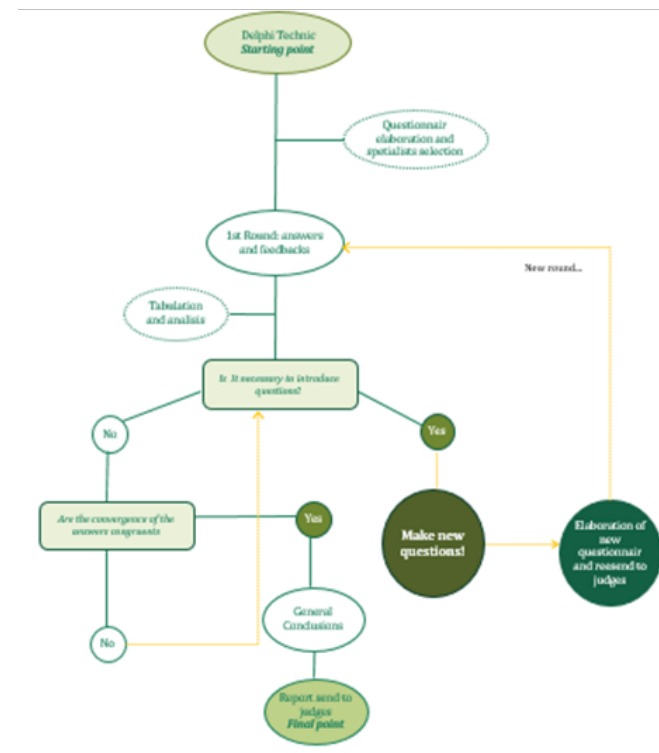 Delphi Technic
Starting point
Questionnair
elaboration and
spetialists selection
1st Round: answers
and feedbacks
New round...
Tabulation
and analisis
Is It necessary to introduce
questions?
No
Yes
Are the convergence of the
answers congruants
Yes
Make new
questions!
Elaboration of
new
questionnair
and reesend to
judges
General
Conclusions
No
Report send to
judges
Final point